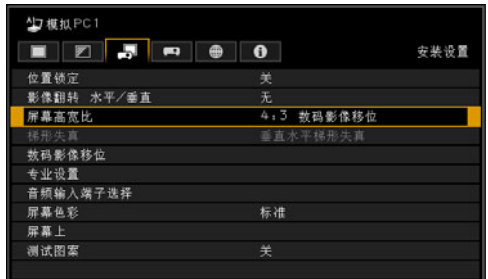 模拟PC1
安装设置
位置锁定 关
影像翻转 水平/垂直 无
屏幕高宽比 4:3 数码影像移位
梯形失真 垂直水平梯形失真
数码影像移位
专业设置
音频输入端子选择
屏幕色彩 标准
屏幕上
测试图案 关